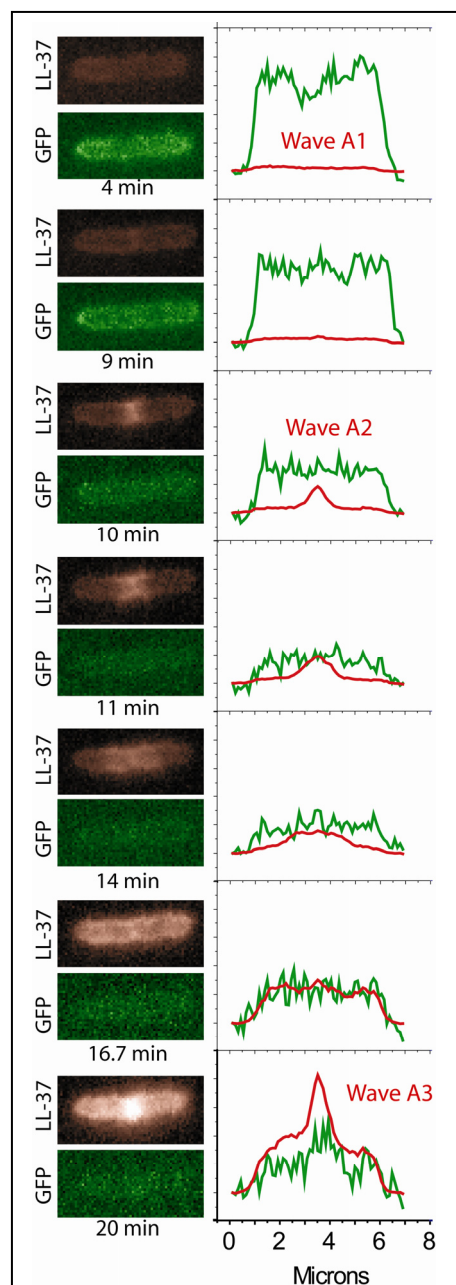 LL-37
GFP
4 min
Wave A1
LL-37
GFP
9 min
LL-37
GFP
10 min
Wave A2
LL-37
GFP
11 min
LL-37
GFP
14 min
LL-37
GFP
16.7 min
LL-37
GFP
20 min
Wave A3
0 2 4 6 8
Microns